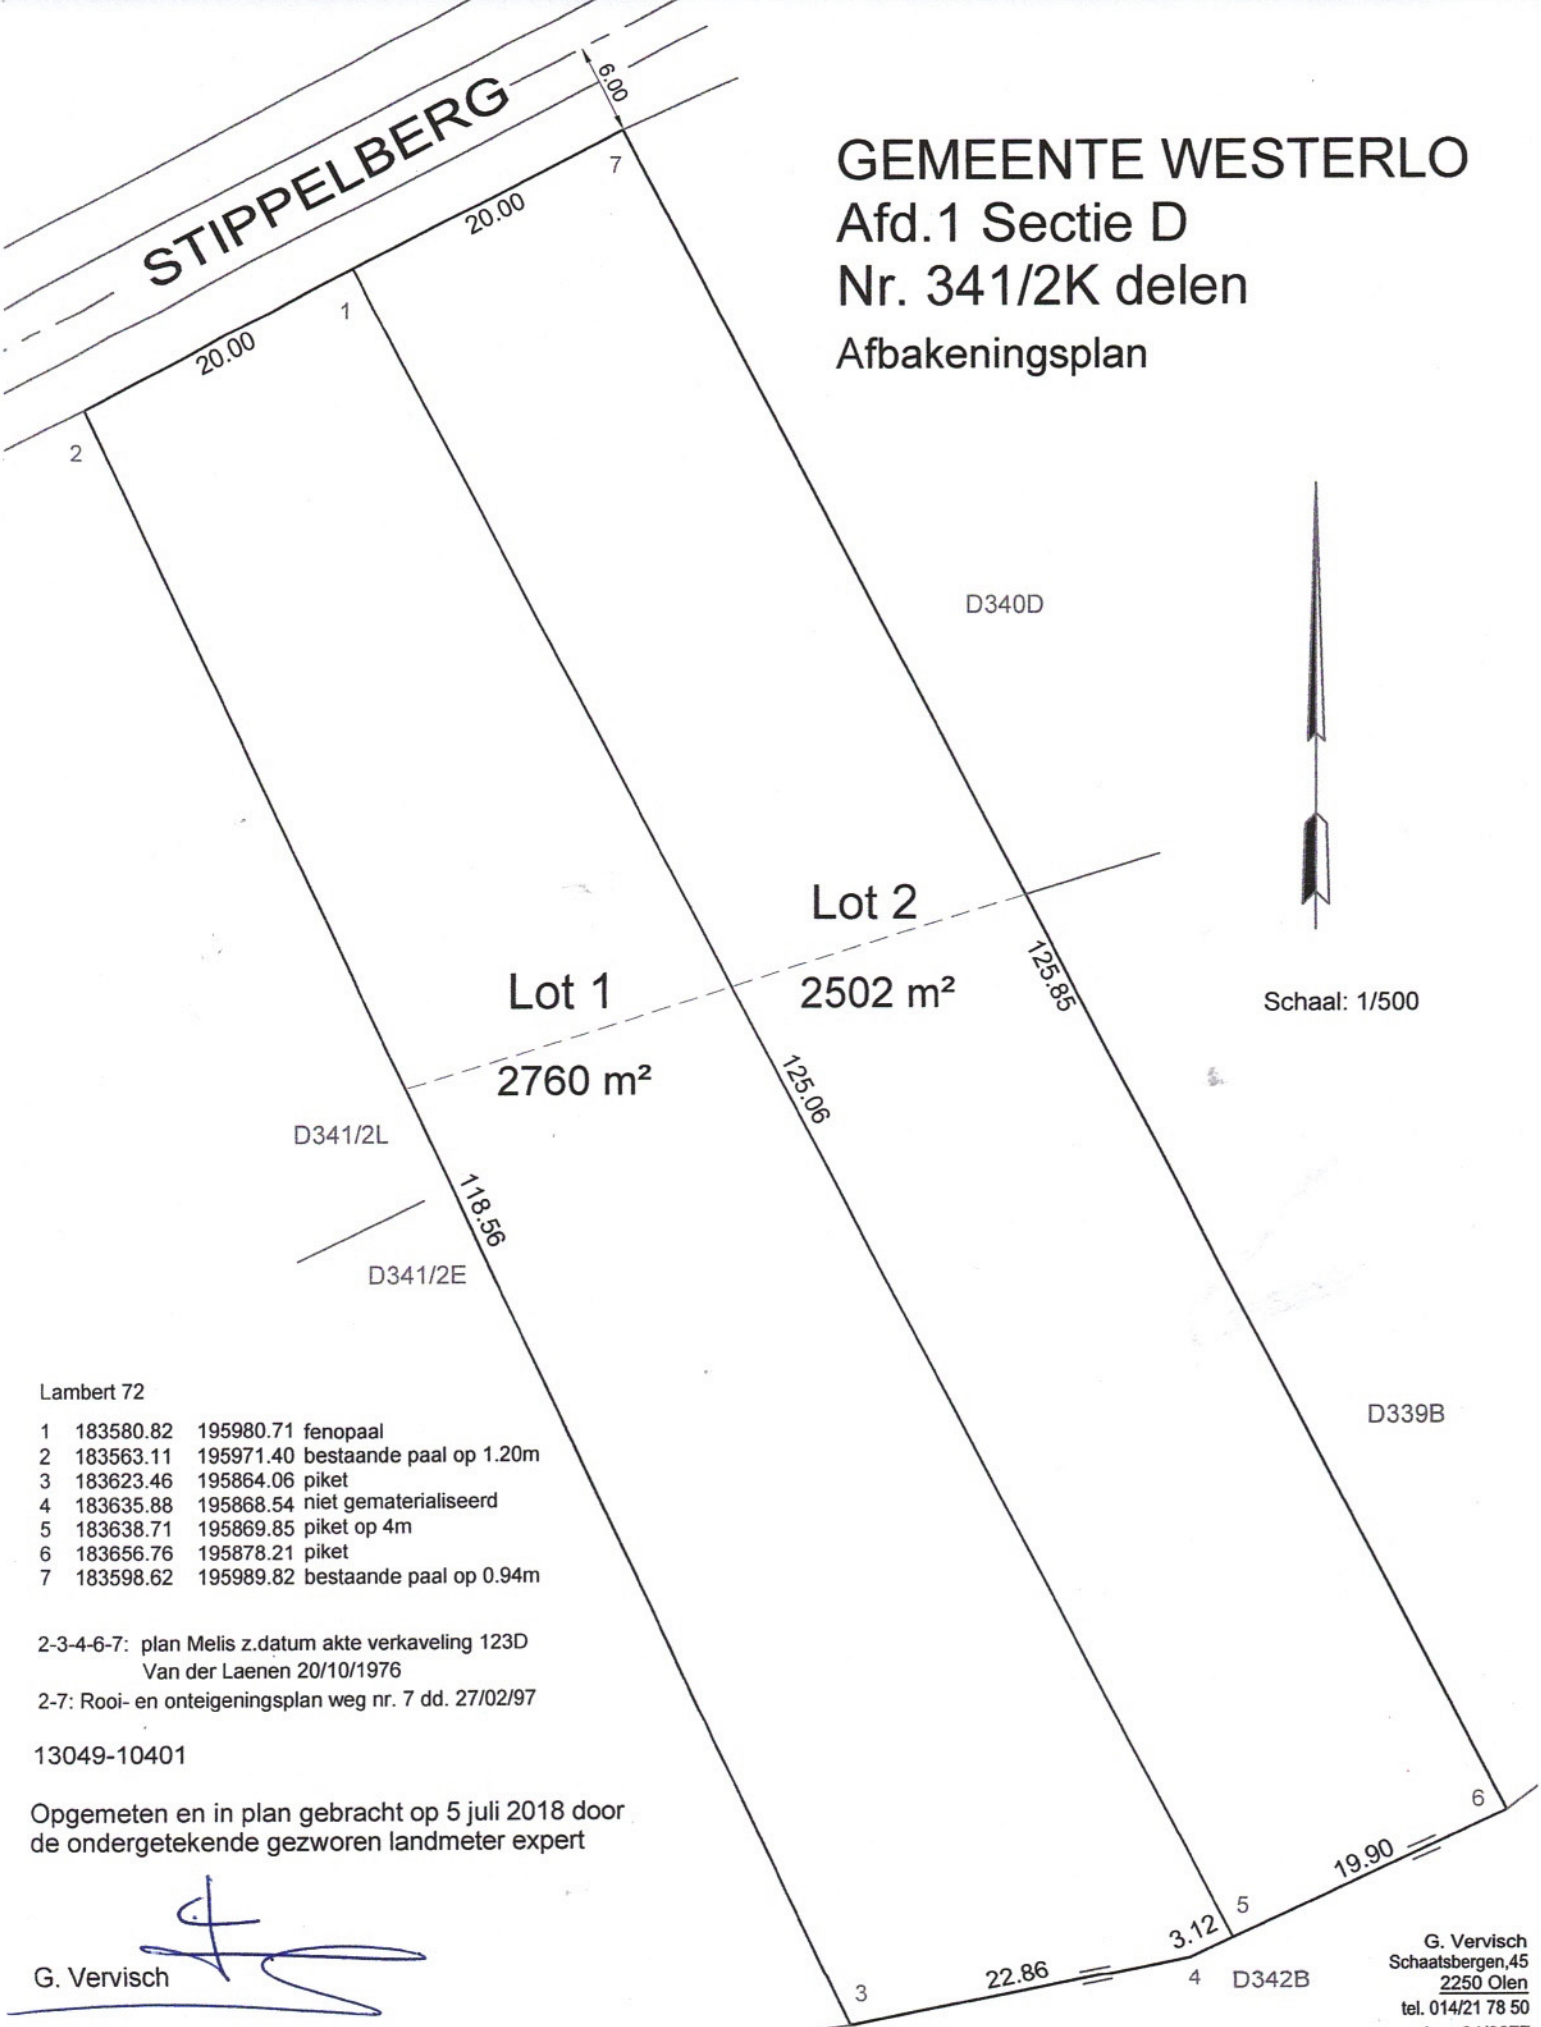 STIPPELBERG
6.00
7
20.00
1
20.00
2
GEMEENTE WESTERLO
Afd.1 Sectie D
Nr. 341/2K delen
Afbakeningsplan
D340D
Lot 2
2502 m²
125.85
Schaal: 1/500
Lot 1
2760 m²
125.06
D341/2L
118.56
D341/2E
D339B
Lambert 72
1 183580.82 195980.71 fenopaal
2 183563.11 195971.40 bestaande paal op 1.20m
3 183623.46 195864.06 piket
4 183635.88 195868.54 niet gematerialiseerd
5 183638.71 195869.85 piket op 4m
6 183656.76 195878.21 piket
7 183598.62 195989.82 bestaande paal op 0.94m
2-3-4-6-7: plan Melis z.datum akte verkaveling 123D
Van der Laenen 20/10/1976
2-7: Rooi- en onteigeningsplan weg nr. 7 dd. 27/02/97
13049-10401
Opgemeten en in plan gebracht op 5 juli 2018 door
de ondergetekende gezworen landmeter expert
G. Vervisch
6
19.90
5
3.12
4
D342B
22.86
3
G. Vervisch
Schaatsbergen,45
2250 Olen
tel. 014/21 78 50